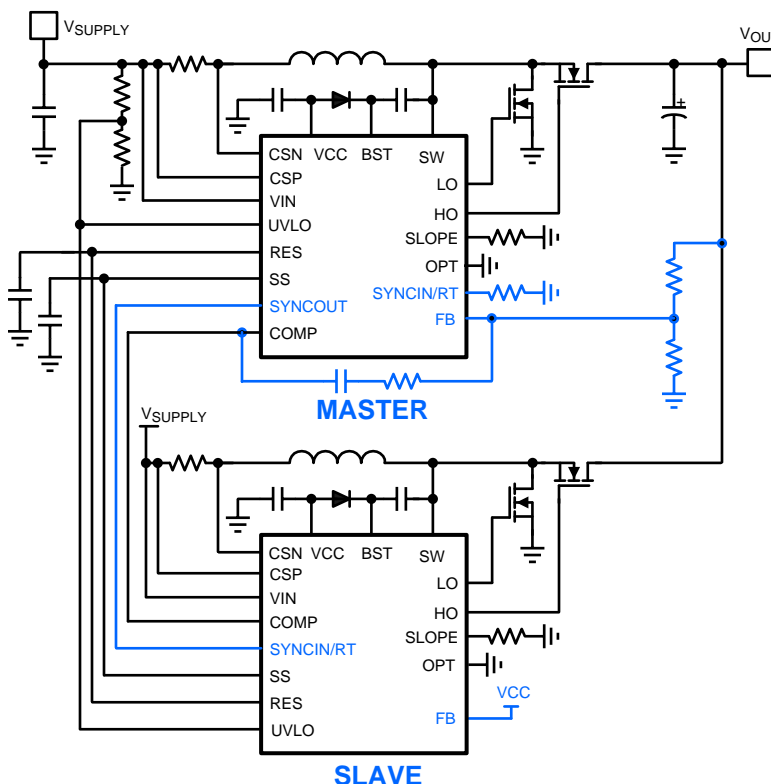 VSUPPLY
VOU
CSN
VCC
BST
SW
CSP
LO
VIN
HO
UVLO
SLOPE
RES
OPT
SS
SYNCIN/RT
SYNCOUT
FB
COMP
+
MASTER
VSUPPLY
CSN
VCC
BST
SW
CSP
LO
VIN
HO
COMP
SLOPE
SYNCIN/RT
OPT
SS
RES
VCC
FB
UVLO
SLAVE